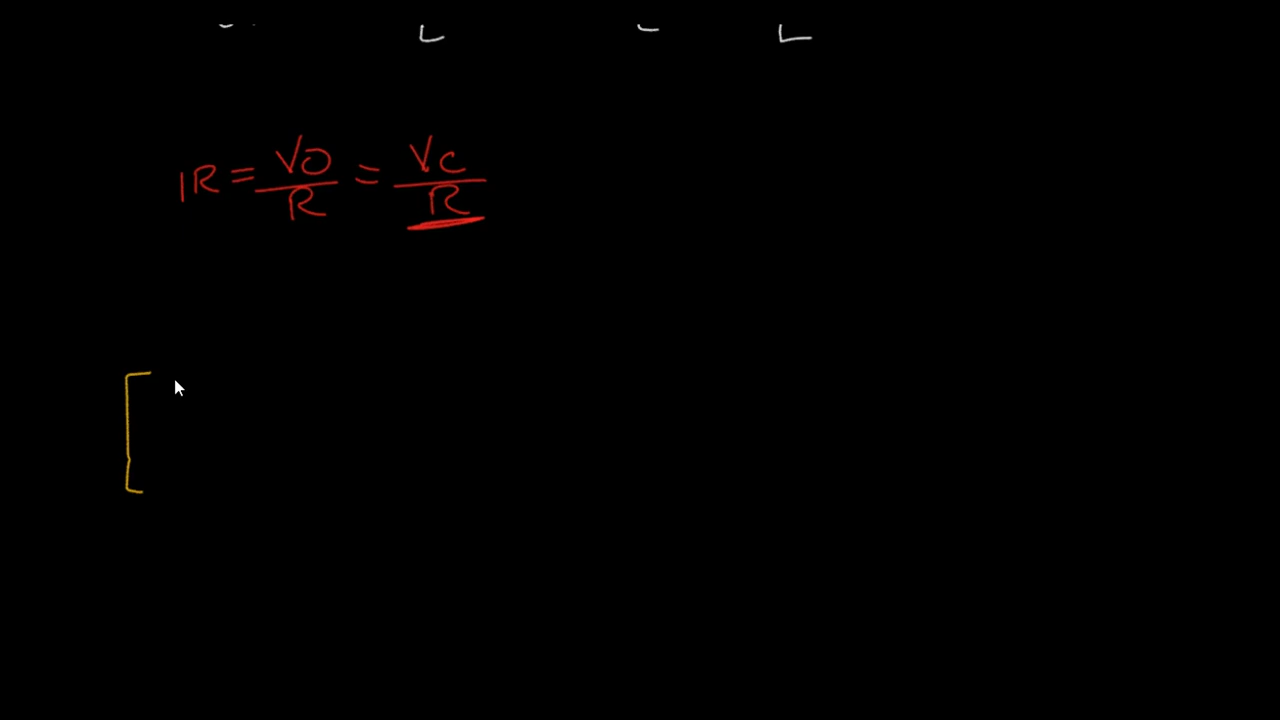 IR = VO/R = VC/R